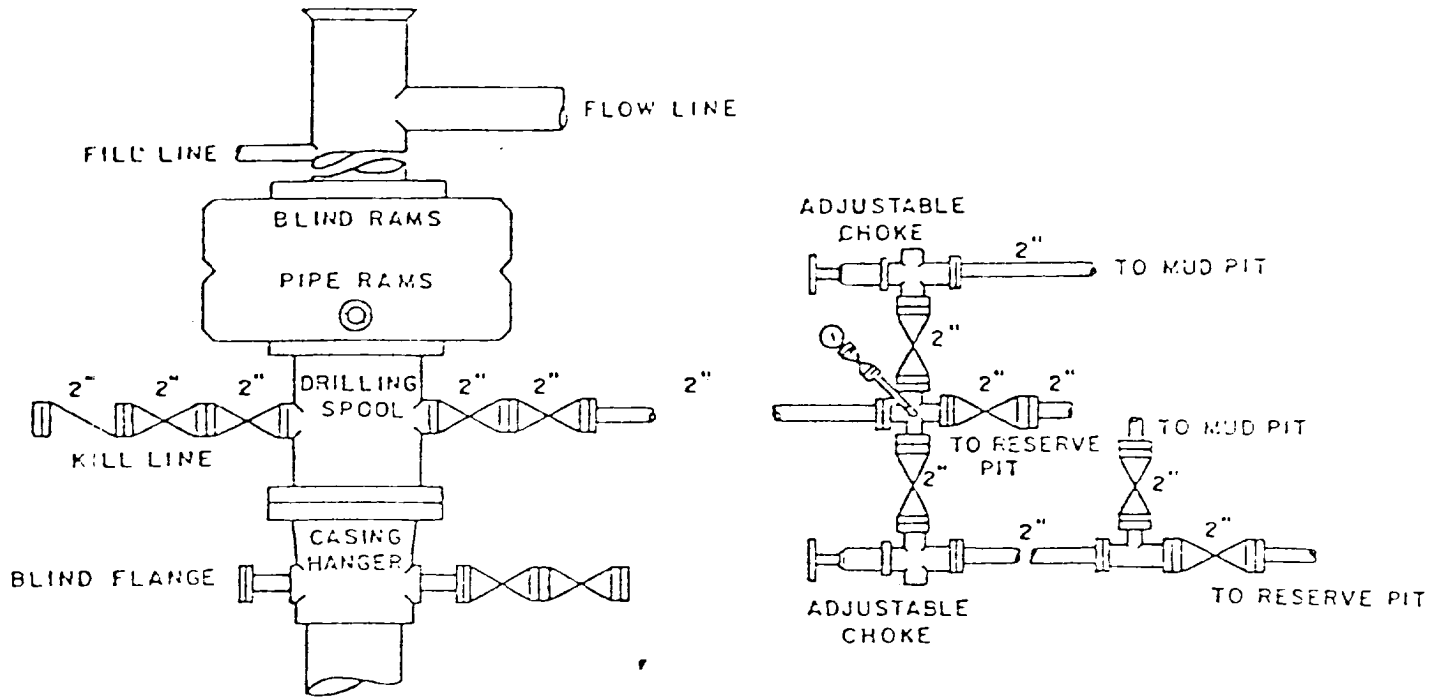 FLOW LINE
FILL LINE
BLIND RAMS
PIPE RAMS
2" 2" 2" DRILLING 2" 2" 2"
SPOOL
KILL LINE
CASING
HANGER
BLIND FLANGE
ADJUSTABLE
CHOKE
2"
TO MUD PIT
2"
2" 2"
TO RESERVE
PIT
TO MUD PIT
2"
2"
2"
2"
TO RESERVE PIT
ADJUSTABLE
CHOKE